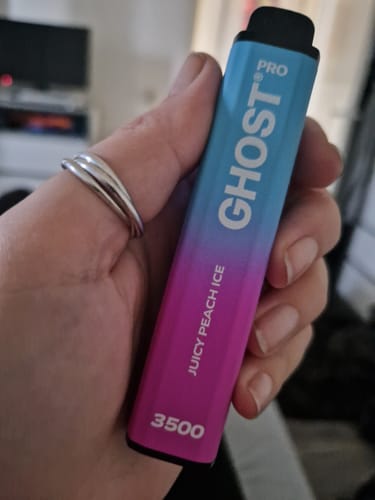 PRO
GHOST®
JUICY PEACH ICE
3500